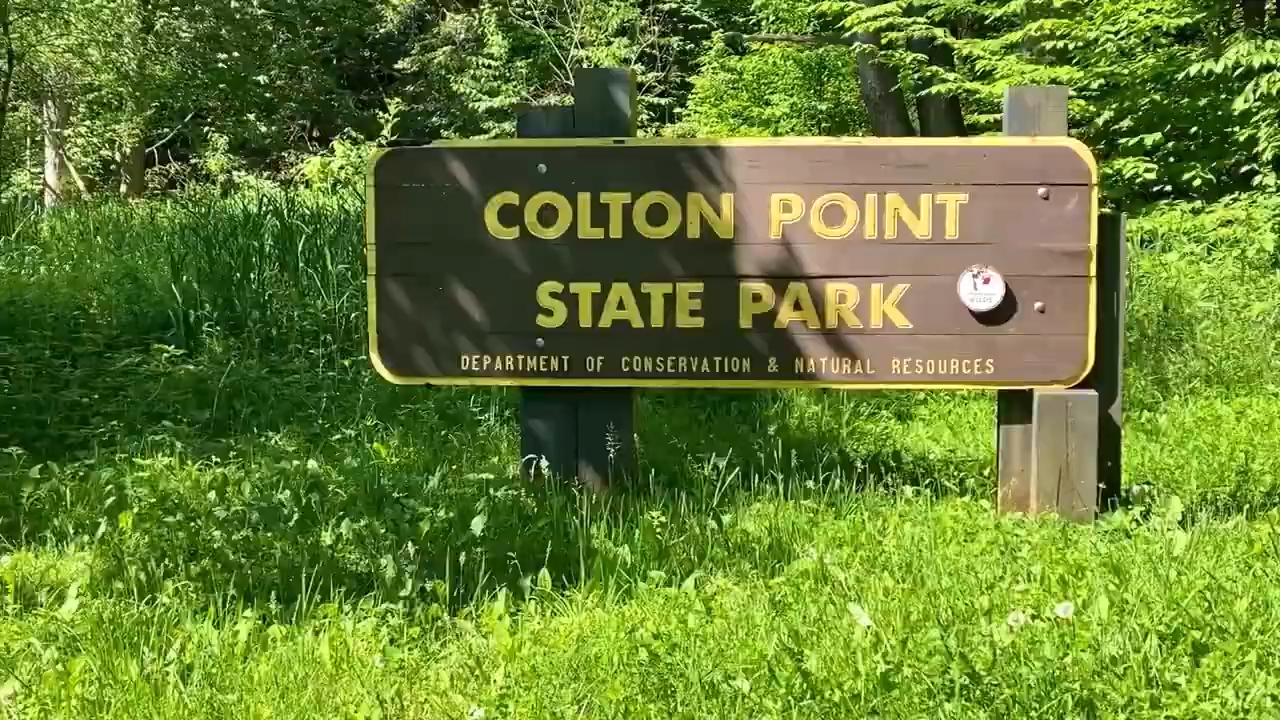 COLTON POINT
STATE PARK
DEPARTMENT OF CONSERVATION & NATURAL RESOURCES